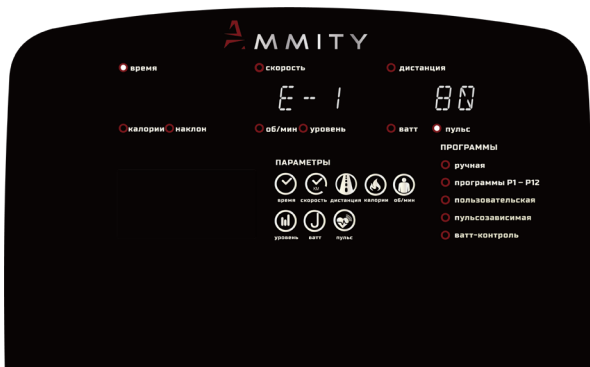 AMMITY
время скорость дистанция
E-- 1 80
калории наклон об/мин уровень ватт пульс
ПРОГРАММЫ
ручная
программы P1 – P12
пользовательская
пульсозависимая
ватт-контроль
ПАРАМЕТРЫ
время скорость дистанция калории об/мин
уровень ватт пульс